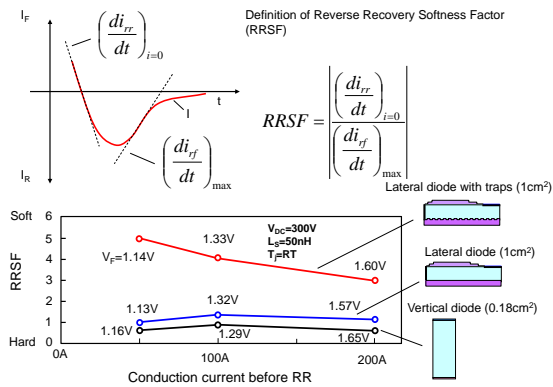 I_F
Definition of Reverse Recovery Softness Factor
(RRSF)
(di_rr/dt)_i=0
t
I
I_R
(di_rf/dt)_max
RRSF = |(di_rr/dt)_i=0 / (di_rf/dt)_max|
Lateral diode with traps (1cm²)
Soft 6
5
4
3
2
1
Hard 0
RRSF
V_F=1.14V
1.33V
1.60V
V_DC=300V
L_S=50nH
T_j=RT
Lateral diode (1cm²)
1.13V
1.32V
1.57V
Vertical diode (0.18cm²)
1.16V
1.29V
1.65V
0A
100A
200A
Conduction current before RR